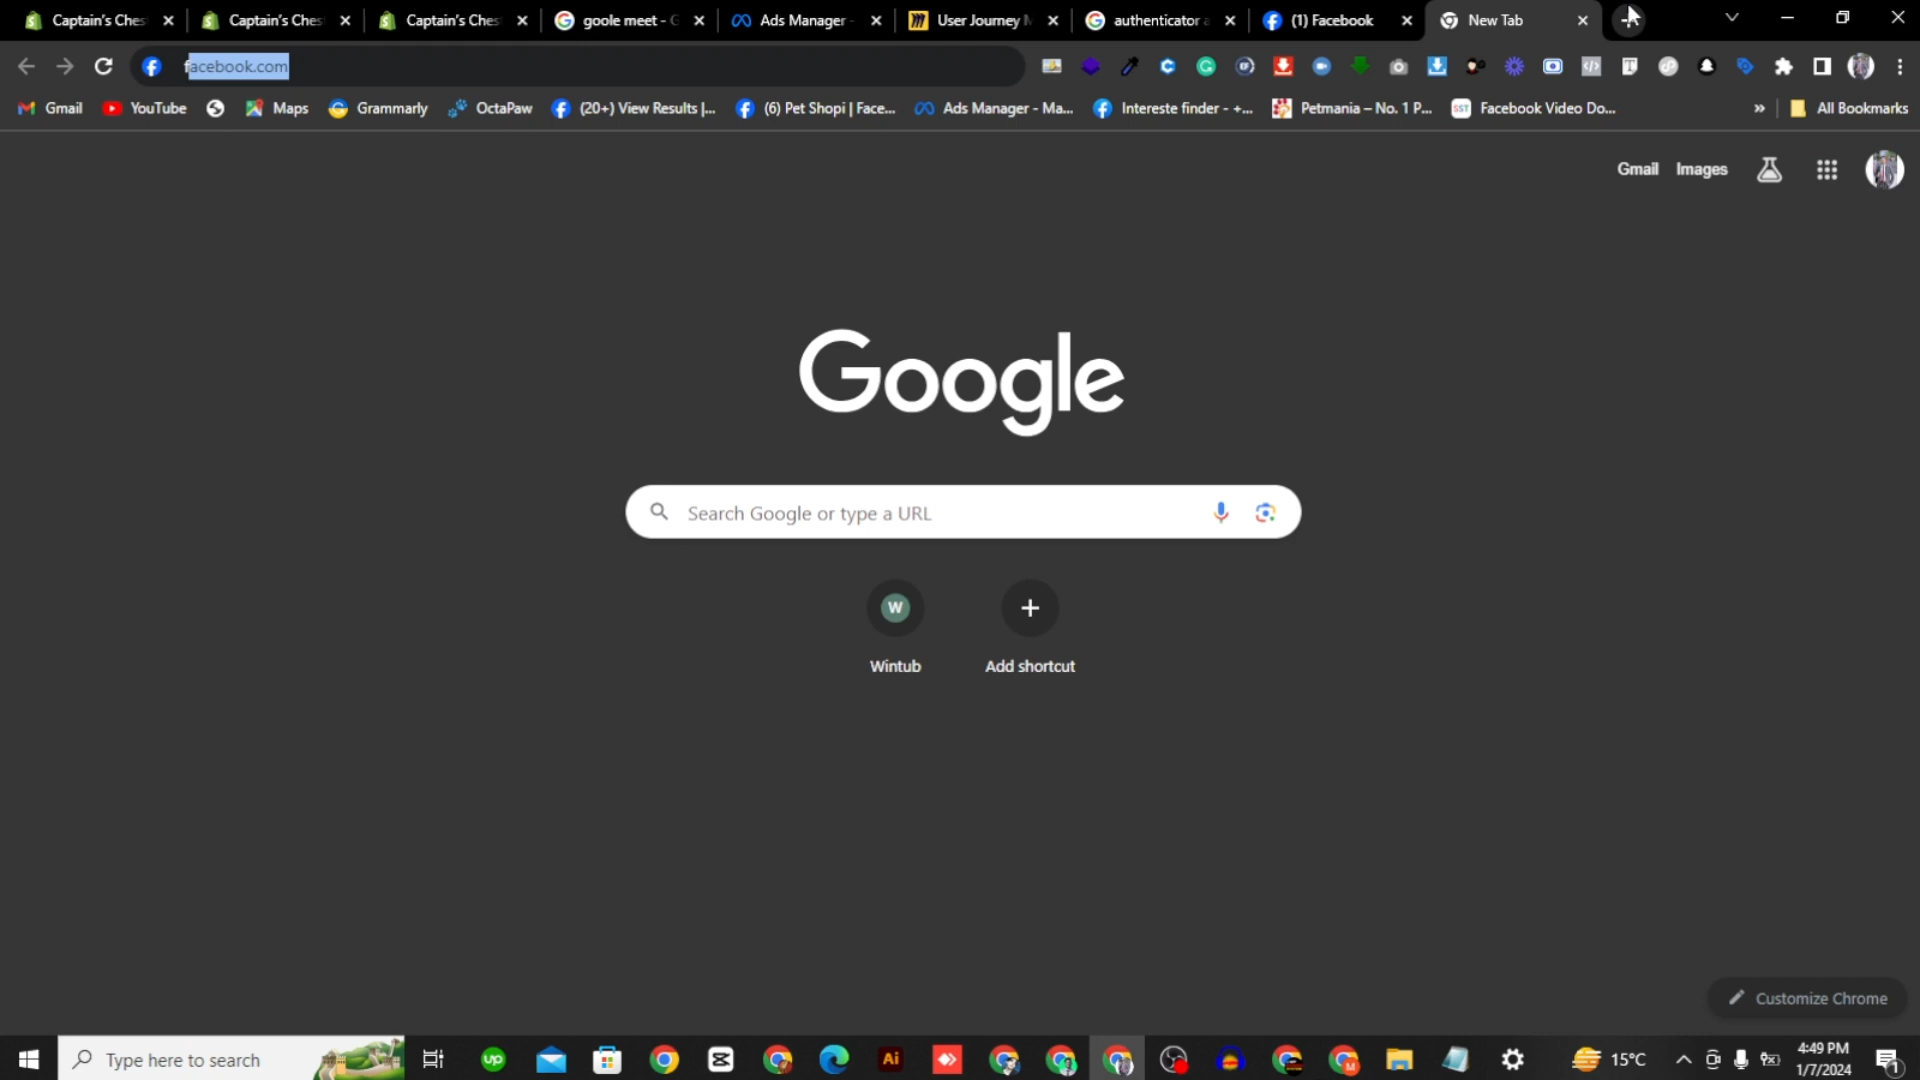 Captain's Ches
Captain's Ches
Captain's Ches
goole meet - G
Ads Manager -
User Journey M
authenticator a
(1) Facebook
New Tab
facebook.com
Gmail
YouTube
Maps
Grammarly
OctaPaw
(20+) View Results |...
(6) Pet Shopi | Face...
Ads Manager - Ma...
Intereste finder - +...
Petmania – No. 1 P...
SST
Facebook Video Do...
»
All Bookmarks
Gmail
Images
Google
Search Google or type a URL
W
Wintub
Add shortcut
Customize Chrome
Type here to search
up
Ai
M
15°C
4:49 PM
1/7/2024
1